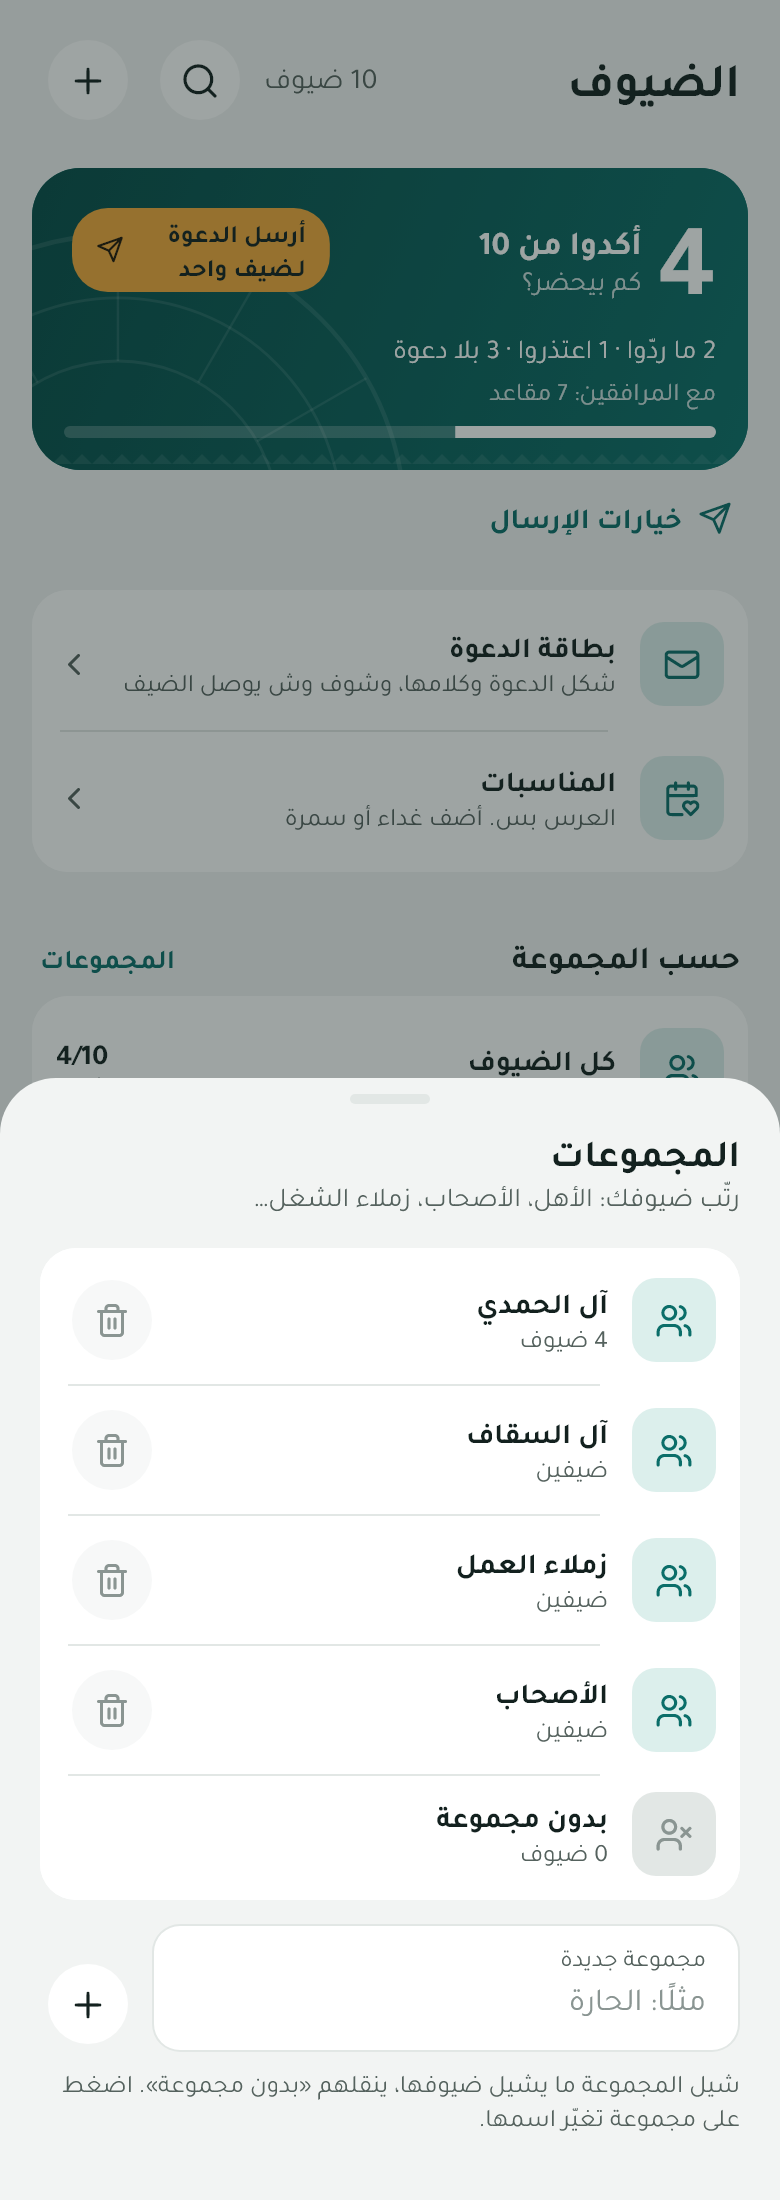 الضيوف
10 ضيوف
4
أكدوا من 10
كم بيحضر؟
أرسل الدعوة
لضيف واحد
2 ما ردّوا · 1 اعتذروا · 3 بلا دعوة
مع المرافقين: 7 مقاعد
خيارات الإرسال
بطاقة الدعوة
شكل الدعوة وكلامها، وشوف وش يوصل الضيف
المناسبات
العرس بس. أضف غداء أو سمرة
حسب المجموعة
المجموعات
كل الضيوف
4/10
المجموعات
رتّب ضيوفك: الأهل، الأصحاب، زملاء الشغل…
آل الحمدي
4 ضيوف
آل السقاف
ضيفين
زملاء العمل
ضيفين
الأصحاب
ضيفين
بدون مجموعة
0 ضيوف
مجموعة جديدة
مثلًا: الحارة
شيل المجموعة ما يشيل ضيوفها، ينقلهم «بدون مجموعة». اضغط
على مجموعة تغيّر اسمها.